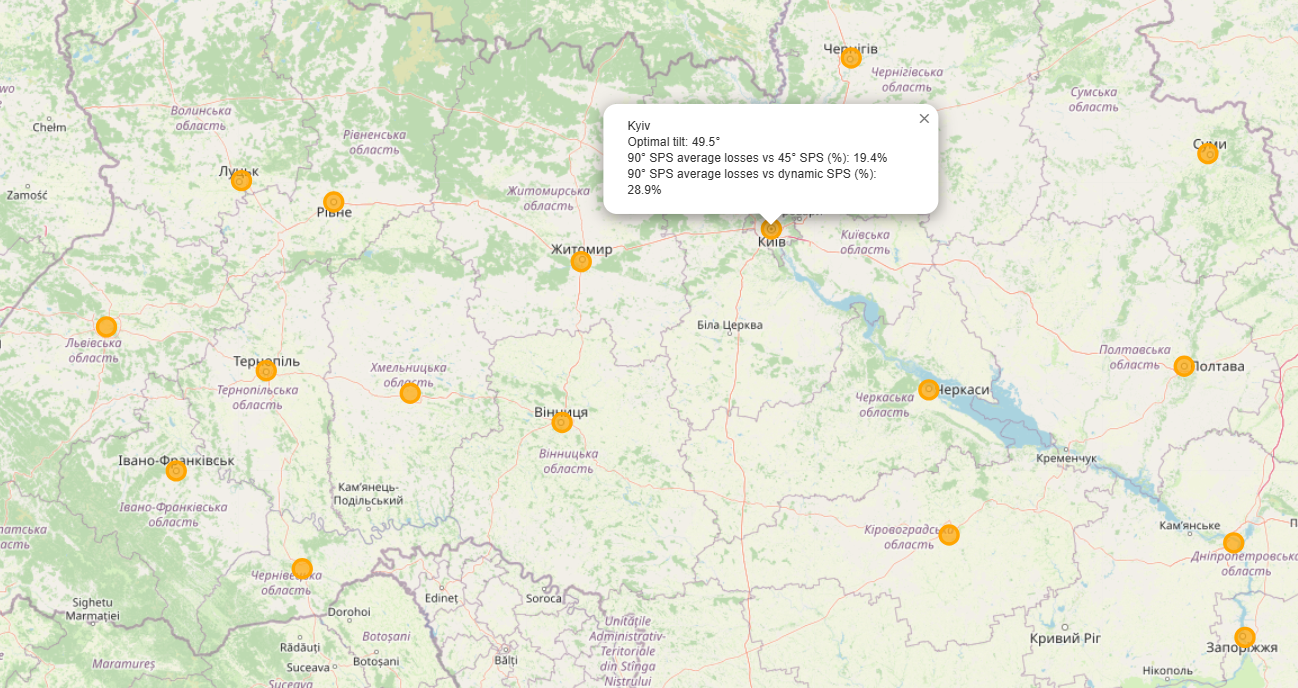 Чернігів
Чернігівська
область
Сумська
область
wo
Волинська
область
Chełm
Рівненська
область
Kyiv
Optimal tilt: 49.5°
90° SPS average losses vs 45° SPS (%): 19.4%
90° SPS average losses vs dynamic SPS (%):
28.9%
×
Суми
Луцьк
Zamość
Житомирська
область
Рівне
Київ
Київська
область
Житомир
Біла Церква
Львівська
область
Тернопіль
Тернопільська
область
Хмельницька
область
Полтавська
область
Полтава
Черкаська
область
Черкаси
Вінниця
Вінницька
область
Івано-Франківськ
Кременчук
Кам'янець-
Подільський
Івано-Франківська
область
Кіровоградсь
область
Кам'янське
Дніпропетровськ
область
Чернівецька
область
Edineț
Soroca
Sighetu
Marmației
Dorohoi
Unitățile
Administrativ-
Teritoriale
din Stînga
Nistrului
Botoșani
Rădăuți
Suceava
Botoșani
Bălți
Maramureș
Suceava
Кривий Ріг
Запоріжжя
Нікополь